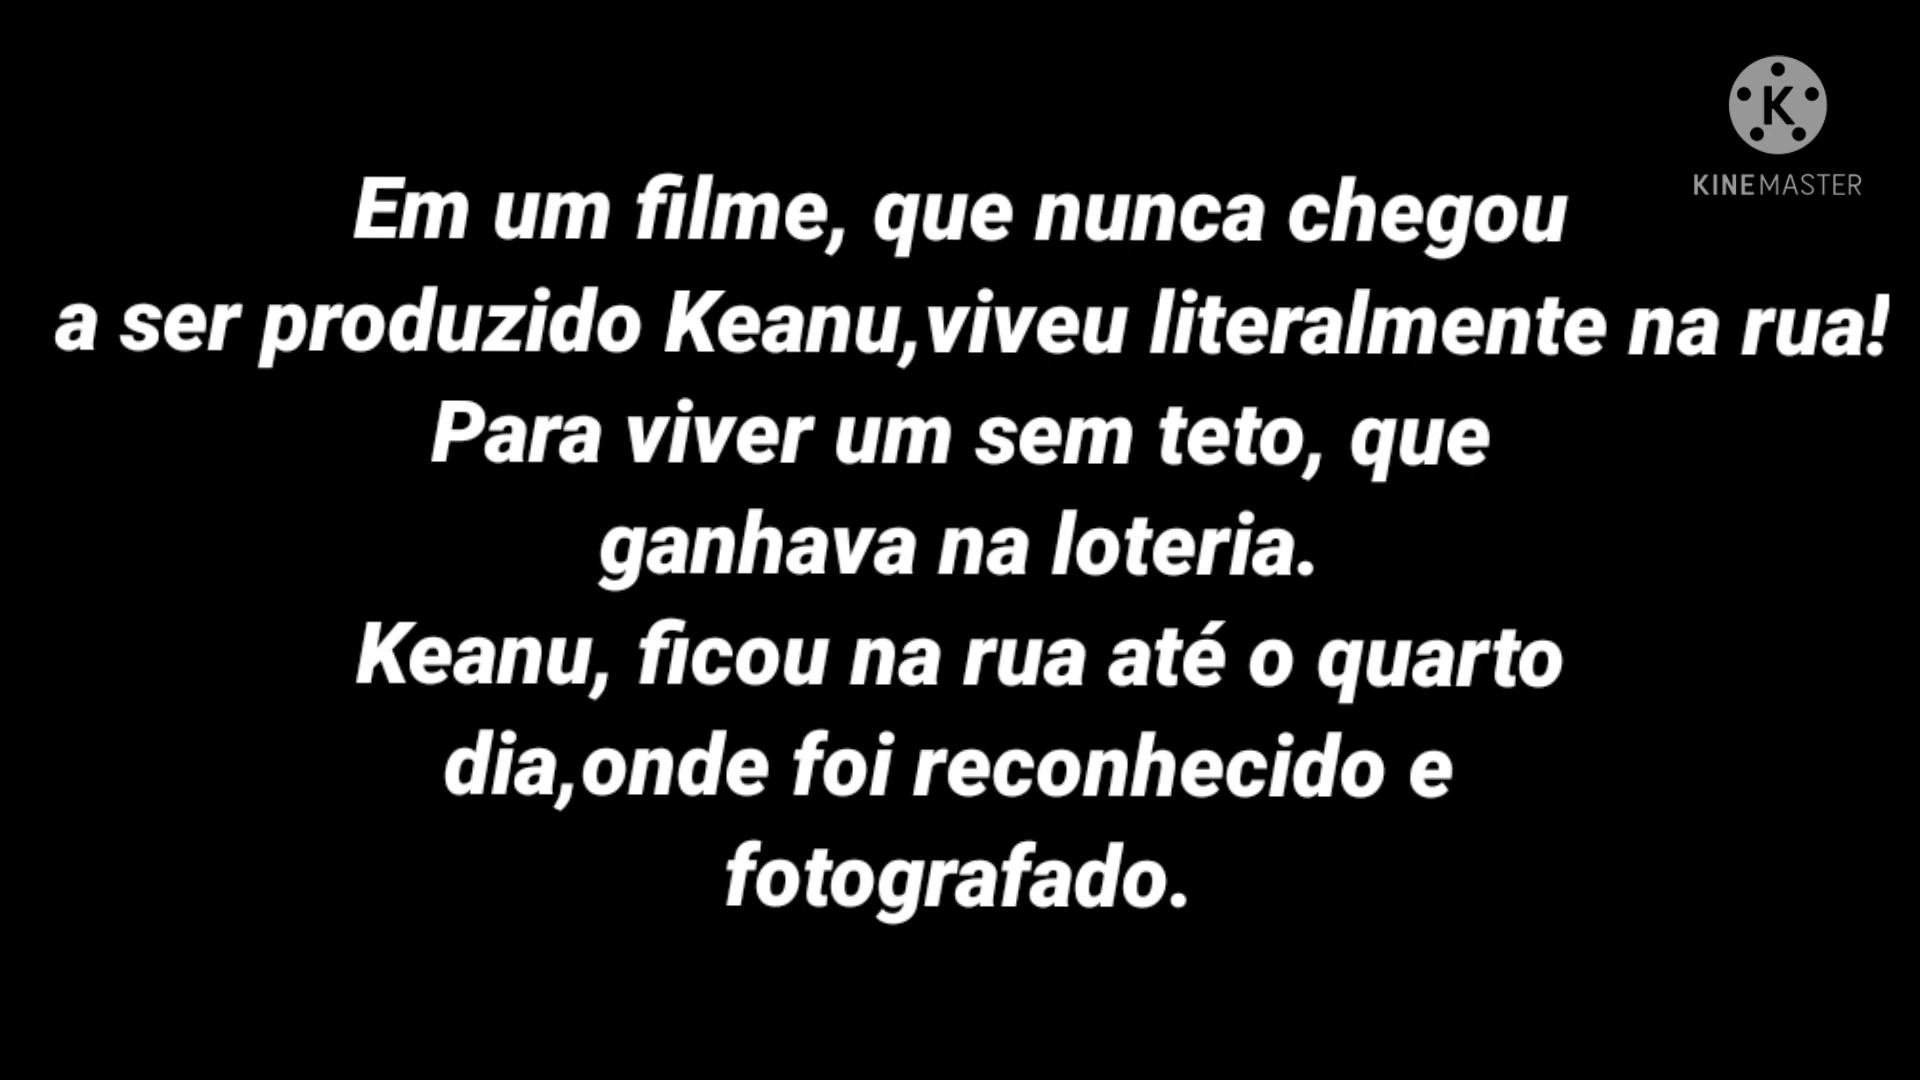 KINEMASTER
Em um filme, que nunca chegou
a ser produzido Keanu,viveu literalmente na rua!
Para viver um sem teto, que
ganhava na loteria.
Keanu, ficou na rua até o quarto
dia,onde foi reconhecido e
fotografado.